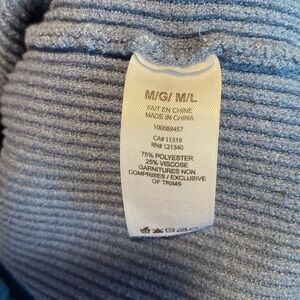 M/G/ M/L
FAIT EN CHINE
MADE IN CHINA
100089457
CA# 11319
RN# 121340
75% POLYESTER
25% VISCOSE
GARNITURES NON
COMPRISES / EXCLUSIVE
OF TRIMS